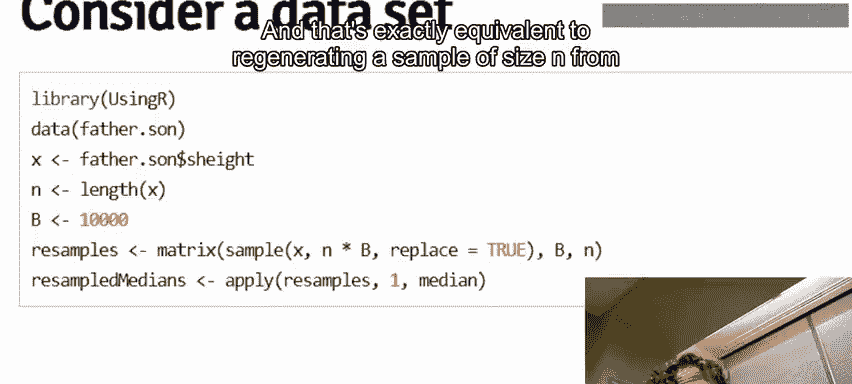 Consider a data set
And that's exactly equivalent to
regenerating a sample of size n from
library(UsingR)
data(father.son)
x <- father.son$sheight
n <- length(x)
B <- 10000
resamples <- matrix(sample(x, n * B, replace = TRUE), B, n)
resampledMedians <- apply(resamples, 1, median)